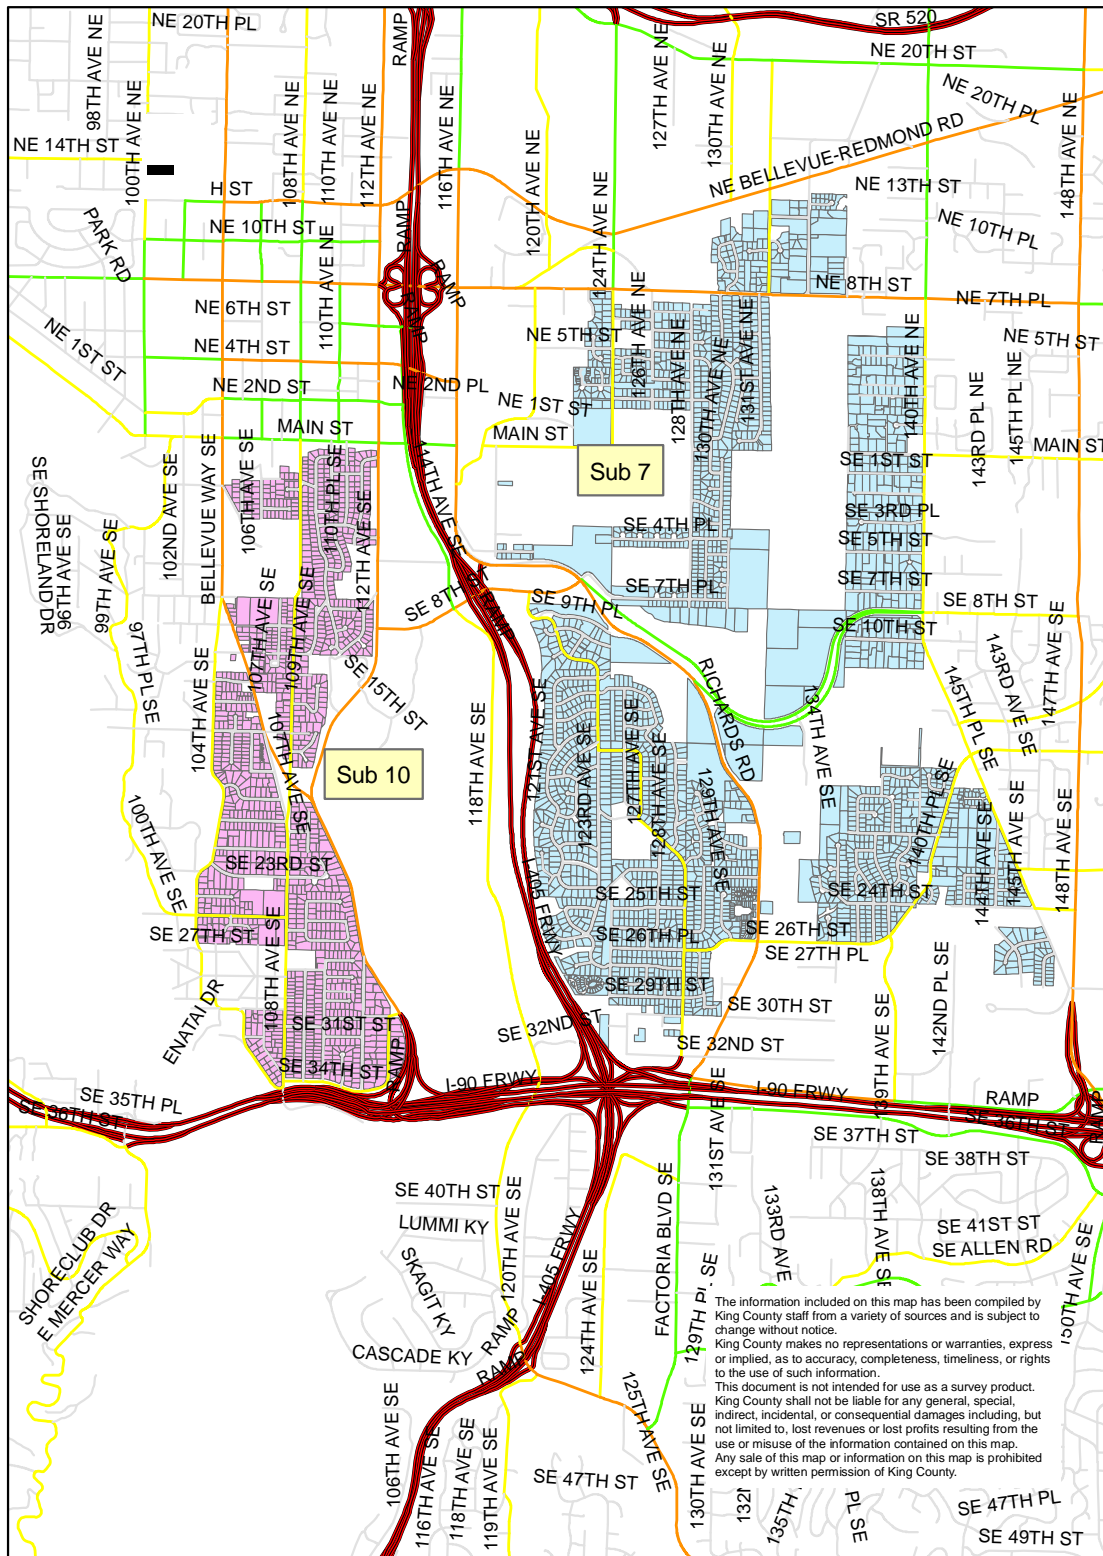 NE 20TH PL
SR 520
98TH AVE NE
RAMP
127TH AVE NE
130TH AVE NE
NE 20TH ST
NE 20TH PL
100TH AVE NE
108TH AVE NE
110TH AVE NE
112TH AVE NE
116TH AVE NE
120TH AVE NE
148TH AVE NE
NE 14TH ST
NE BELLEVUE-REDMOND RD
H ST
NE 13TH ST
PARK RD
NE 10TH ST
RAMP
124TH AVE NE
NE 10TH PL
110TH AVE NE
RAMP
NE 8TH ST
NE 7TH PL
NE 6TH ST
RAMP
NE 5TH ST
126TH AVE NE
128TH AVE NE
130TH AVE NE
131ST AVE NE
140TH AVE NE
NE 5TH ST
NE 1ST ST
NE 4TH ST
NE 2ND ST
NE 2ND PL
NE 1ST ST
143RD PL NE
145TH PL NE
MAIN ST
MAIN ST
MAIN ST
SE SHORELAND DR
96TH AVE SE
99TH AVE SE
102ND AVE SE
BELLEVUE WAY SE
106TH AVE SE
110TH PL SE
112TH AVE SE
114TH AVE SE
Sub 7
SE 1ST ST
SE 3RD PL
SE 4TH PL
SE 5TH ST
SE 7TH PL
SE 7TH ST
SE 8TH
SE RAMP
SE 9TH PL
SE 8TH ST
SE 10TH ST
97TH PL SE
104TH AVE SE
107TH AVE SE
109TH AVE SE
SE 15TH ST
107TH AVE SE
118TH AVE SE
121ST AVE SE
123RD AVE SE
127TH AVE SE
128TH AVE SE
129TH AVE SE
RICHARDS RD
134TH AVE SE
145TH PL SE
143RD AVE SE
147TH AVE SE
Sub 10
100TH AVE SE
SE 23RD ST
140TH PL SE
144TH AVE SE
145TH AVE SE
148TH AVE SE
SE 25TH ST
SE 24TH ST
SE 27TH ST
108TH AVE SE
I-405 FRWY
SE 26TH PL
SE 26TH ST
SE 27TH PL
142ND PL SE
ENATAI DR
SE 29TH ST
SE 30TH ST
SE 31ST ST
SE 32ND ST
SE 32ND ST
139TH AVE SE
SE 34TH ST
RAMP
I-90 FRWY
I-90 FRWY
RAMP
RAMP
SE 35TH PL
SE 36TH ST
SE 36TH ST
131ST AVE SE
SE 37TH ST
SE 38TH ST
SHORECLUB DR
E MERCER WAY
SE 40TH ST
LUMMI KY
SKAGIT KY
CASCADE KY
120TH AVE SE
RAMP
RAMP
I-405 FRWY
124TH AVE SE
FACTORIA BLVD SE
129TH PL SE
133RD AVE
138TH AVE SE
SE 41ST ST
SE ALLEN RD
150TH AVE SE
The information included on this map has been compiled by
King County staff from a variety of sources and is subject to
change without notice.
King County makes no representations or warranties, express
or implied, as to accuracy, completeness, timeliness, or rights
to the use of such information.
This document is not intended for use as a survey product.
King County shall not be liable for any general, special,
indirect, incidental, or consequential damages including, but
not limited to, lost revenues or lost profits resulting from the
use or misuse of the information contained on this map.
Any sale of this map or information on this map is prohibited
except by written permission of King County.
106TH AVE SE
116TH AVE SE
118TH AVE SE
119TH AVE SE
125TH AVE SE
130TH AVE SE
135TH
PL SE
SE 47TH ST
SE 47TH PL
SE 49TH ST